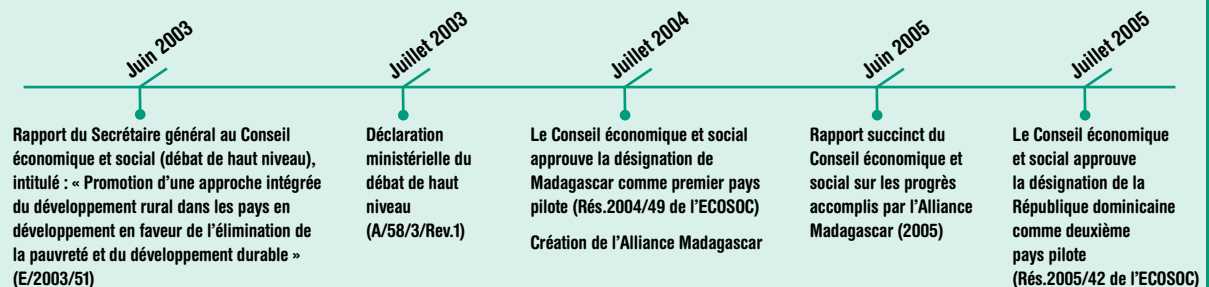 Juin 2003
Rapport du Secrétaire général au Conseil
économique et social (débat de haut niveau),
intitulé : « Promotion d’une approche intégrée
du développement rural dans les pays en
développement en faveur de l’élimination de
la pauvreté et du développement durable »
(E/2003/51)
Juillet 2003
Déclaration
ministérielle du
débat de haut
niveau
(A/58/3/Rev.1)
Juillet 2004
Le Conseil économique et social
approuve la désignation de
Madagascar comme premier pays
pilote (Rés.2004/49 de l’ECOSOC)
Création de l’Alliance Madagascar
Juin 2005
Rapport succinct du
Conseil économique et
social sur les progrès
accomplis par l’Alliance
Madagascar (2005)
Juillet 2005
Le Conseil économique
et social approuve
la désignation de la
République dominicaine
comme deuxième
pays pilote
(Rés.2005/42 de l’ECOSOC)